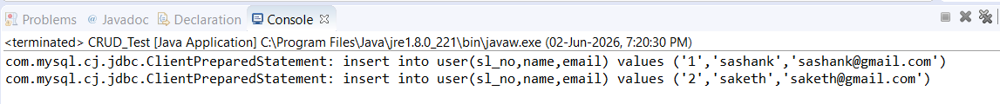 Problems @ Javadoc Declaration Console
<terminated> CRUD_Test [Java Application] C:\Program Files\Java\jre1.8.0_221\bin\javaw.exe (02-Jun-2026, 7:20:30 PM)
com.mysql.cj.jdbc.ClientPreparedStatement: insert into user(sl_no,name,email) values ('1','sashank','sashank@gmail.com')
com.mysql.cj.jdbc.ClientPreparedStatement: insert into user(sl_no,name,email) values ('2','saketh','saketh@gmail.com')